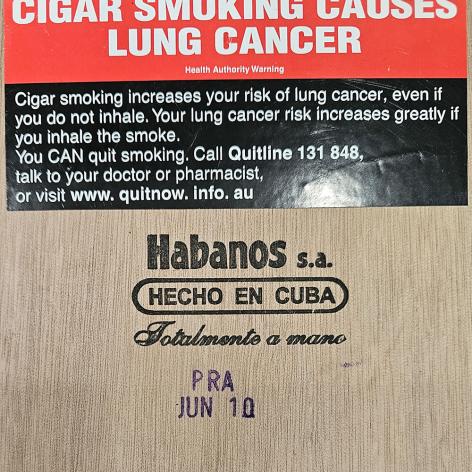 CIGAR SMOKING CAUSES
LUNG CANCER
Health Authority Warning
Cigar smoking increases your risk of lung cancer, even if
you do not inhale. Your lung cancer risk increases greatly if
you inhale the smoke.
You CAN quit smoking. Call Quitline 131 848,
talk to your doctor or pharmacist,
or visit www. quitnow. info. au
Habanos s.a.
HECHO EN CUBA
Totalmente a mano
PRA
JUN 10